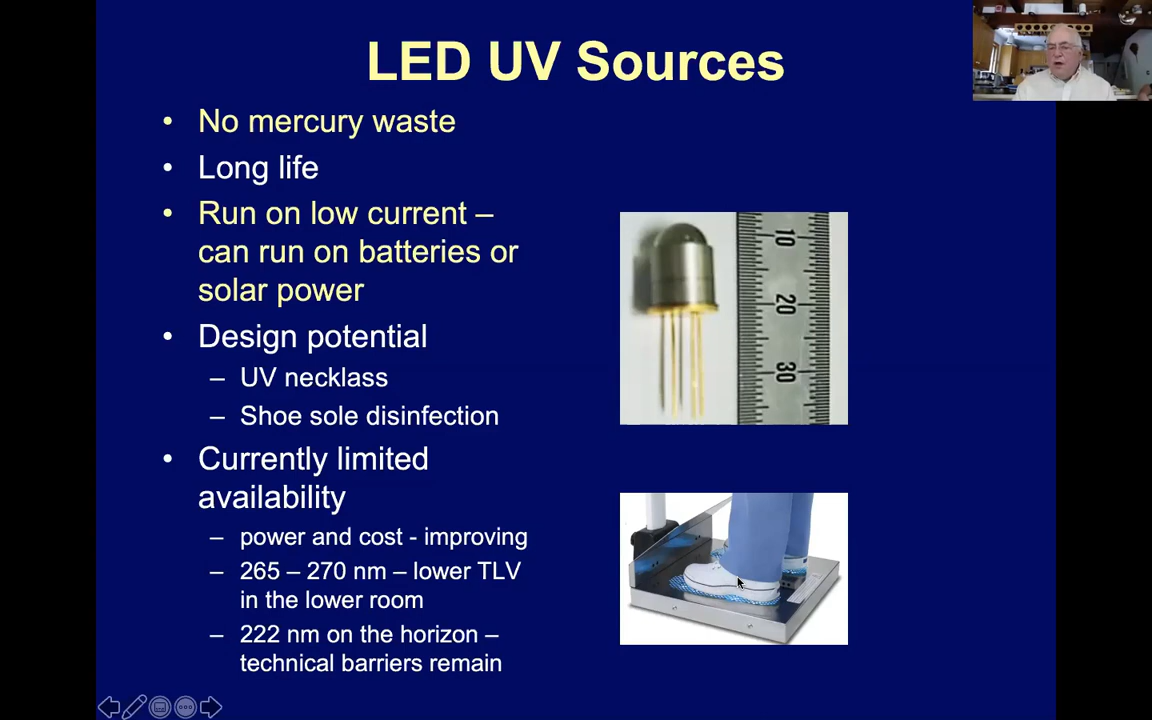 LED UV Sources
• No mercury waste
• Long life
• Run on low current –
can run on batteries or
solar power
• Design potential
– UV necklass
– Shoe sole disinfection
• Currently limited
availability
– power and cost - improving
– 265 – 270 nm – lower TLV
in the lower room
– 222 nm on the horizon –
technical barriers remain
10
20
30